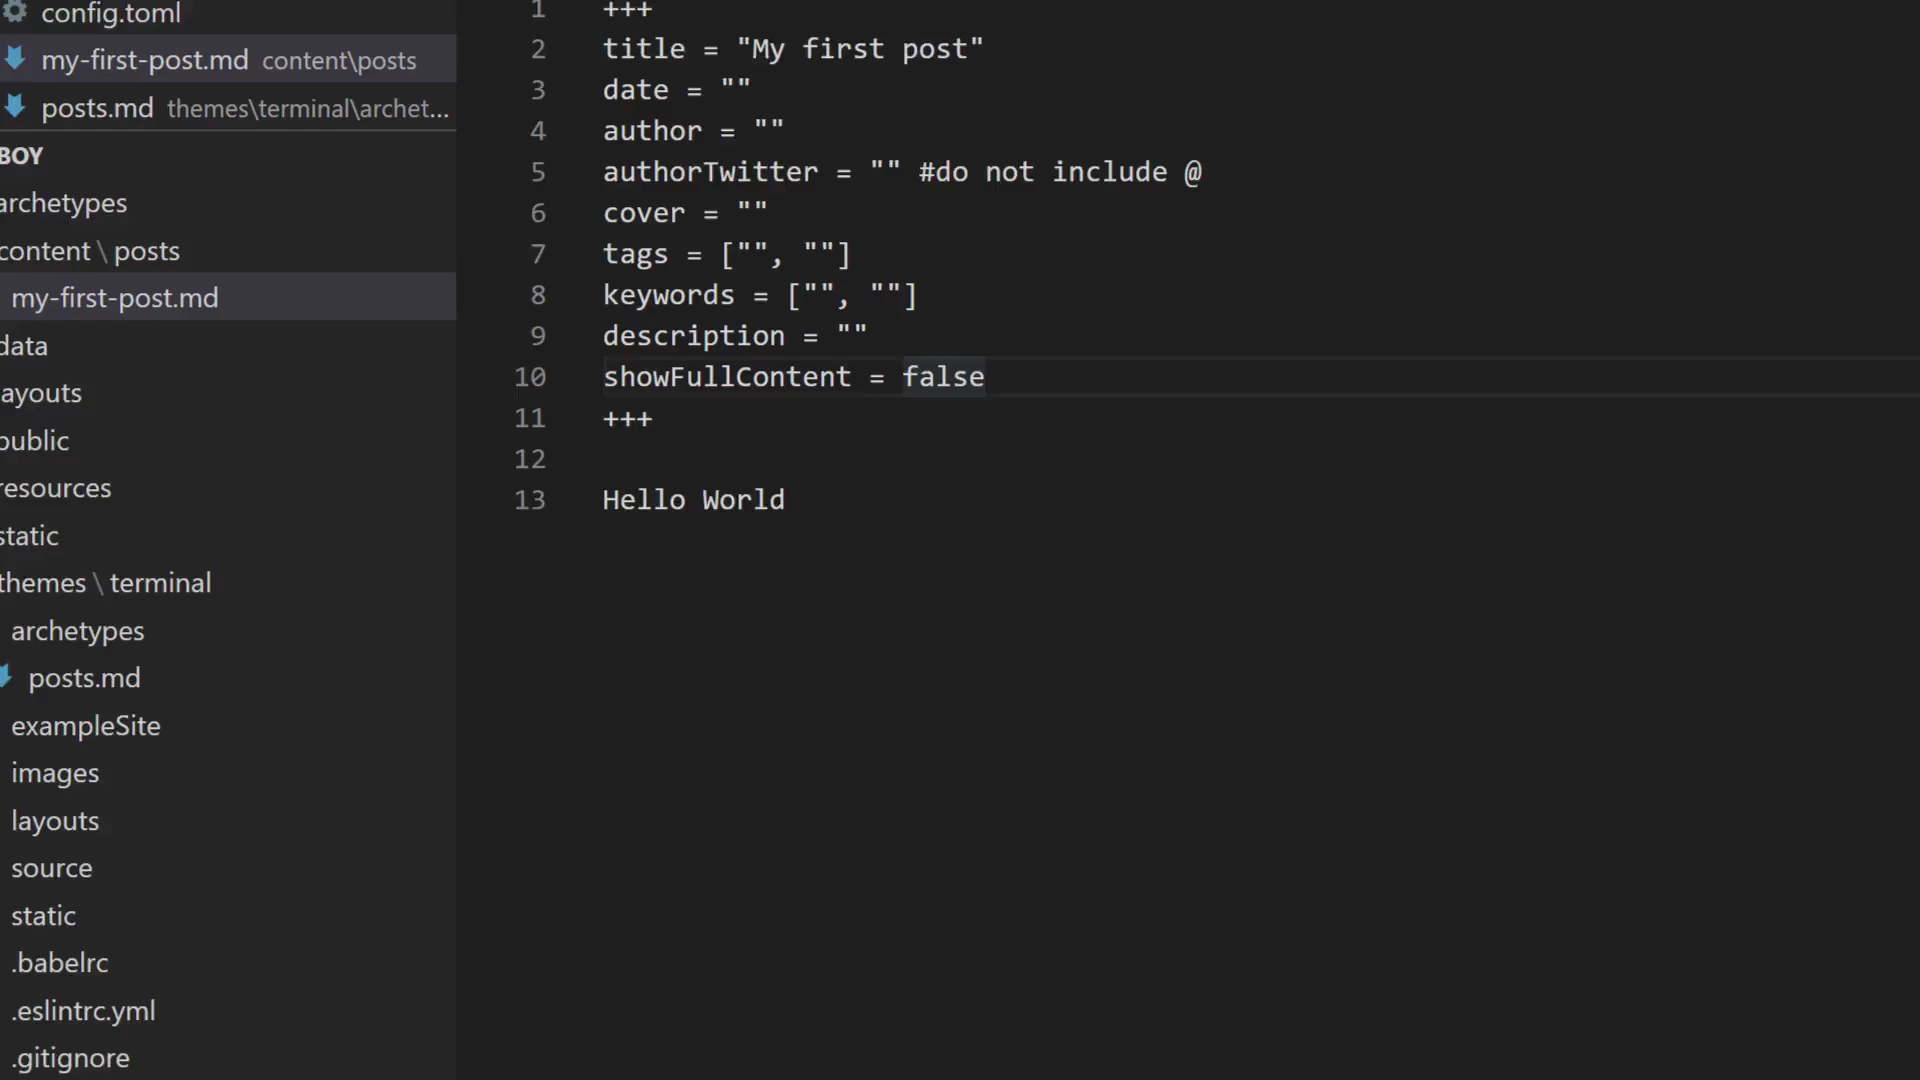 config.toml
my-first-post.md content\posts
posts.md themes\terminal\archet...
BOY
archetypes
content \ posts
my-first-post.md
data
layouts
public
resources
static
themes \ terminal
archetypes
posts.md
exampleSite
images
layouts
source
static
.babelrc
.eslintrc.yml
.gitignore
1 +++
2 title = "My first post"
3 date = ""
4 author = ""
5 authorTwitter = "" #do not include @
6 cover = ""
7 tags = ["", ""]
8 keywords = ["", ""]
9 description = ""
10 showFullContent = false
11 +++
12
13 Hello World